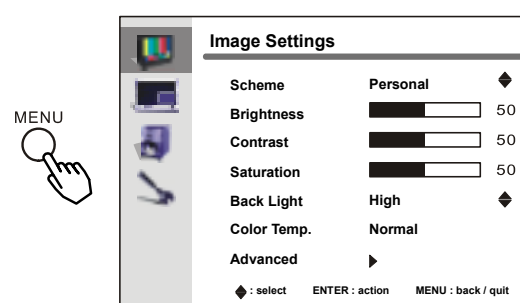 MENU
Image Settings
Scheme Personal
Brightness 50
Contrast 50
Saturation 50
Back Light High
Color Temp. Normal
Advanced
: select ENTER : action MENU : back / quit